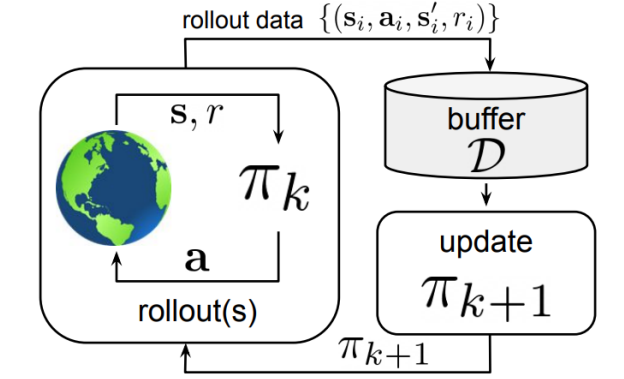 rollout data {(s_i, a_i, s'_i, r_i)}
s, r
π_k
a
rollout(s)
buffer
D
update
π_{k+1}
π_{k+1}